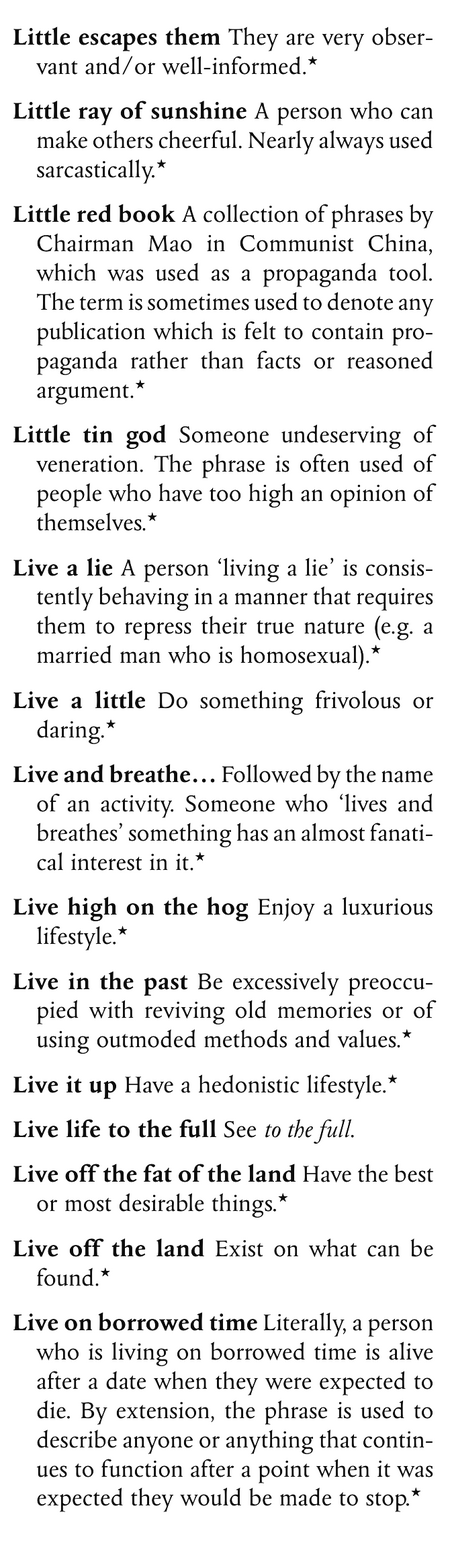 Little escapes them They are very obser-
vant and/or well-informed.★
Little ray of sunshine A person who can
make others cheerful. Nearly always used
sarcastically.★
Little red book A collection of phrases by
Chairman Mao in Communist China,
which was used as a propaganda tool.
The term is sometimes used to denote any
publication which is felt to contain pro-
paganda rather than facts or reasoned
argument.★
Little tin god Someone undeserving of
veneration. The phrase is often used of
people who have too high an opinion of
themselves.★
Live a lie A person ‘living a lie’ is consis-
tently behaving in a manner that requires
them to repress their true nature (e.g. a
married man who is homosexual).★
Live a little Do something frivolous or
daring.★
Live and breathe… Followed by the name
of an activity. Someone who ‘lives and
breathes’ something has an almost fanati-
cal interest in it.★
Live high on the hog Enjoy a luxurious
lifestyle.★
Live in the past Be excessively preoccu-
pied with reviving old memories or of
using outmoded methods and values.★
Live it up Have a hedonistic lifestyle.★
Live life to the full See to the full.
Live off the fat of the land Have the best
or most desirable things.★
Live off the land Exist on what can be
found.★
Live on borrowed time Literally, a person
who is living on borrowed time is alive
after a date when they were expected to
die. By extension, the phrase is used to
describe anyone or anything that contin-
ues to function after a point when it was
expected they would be made to stop.★